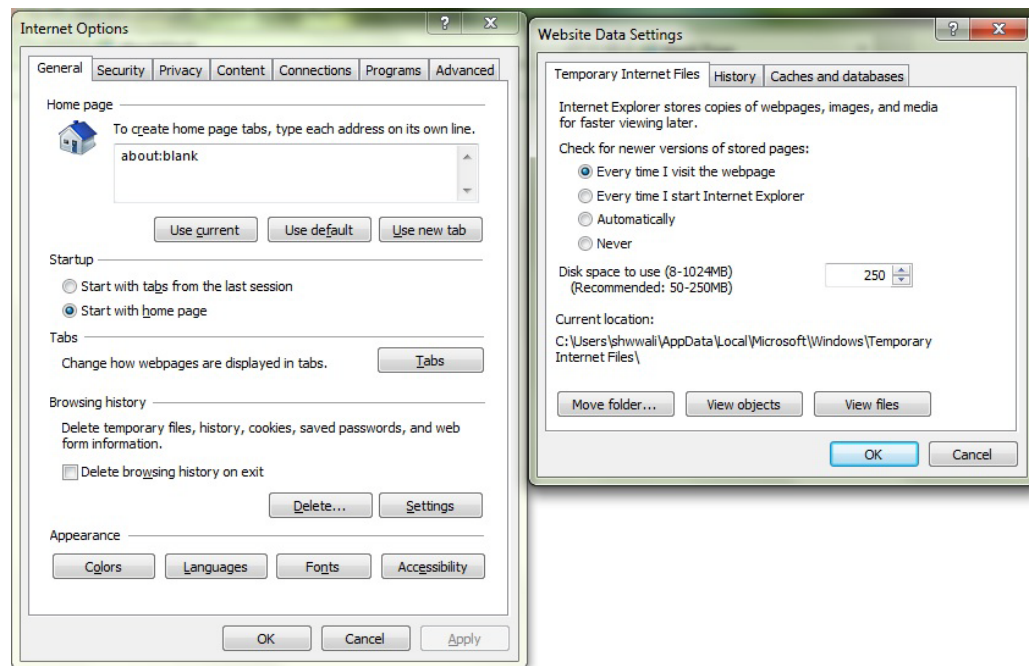 Internet Options
General Security Privacy Content Connections Programs Advanced
Home page
To create home page tabs, type each address on its own line.
about:blank
Use current Use default Use new tab
Startup
Start with tabs from the last session
Start with home page
Tabs
Change how webpages are displayed in tabs.
Tabs
Browsing history
Delete temporary files, history, cookies, saved passwords, and web
form information.
Delete browsing history on exit
Delete... Settings
Appearance
Colors Languages Fonts Accessibility
OK Cancel Apply
Website Data Settings
Temporary Internet Files History Caches and databases
Internet Explorer stores copies of webpages, images, and media
for faster viewing later.
Check for newer versions of stored pages:
Every time I visit the webpage
Every time I start Internet Explorer
Automatically
Never
Disk space to use (8-1024MB) 250
(Recommended: 50-250MB)
Current location:
C:\Users\shwwali\AppData\Local\Microsoft\Windows\Temporary
Internet Files\
Move folder... View objects View files
OK Cancel